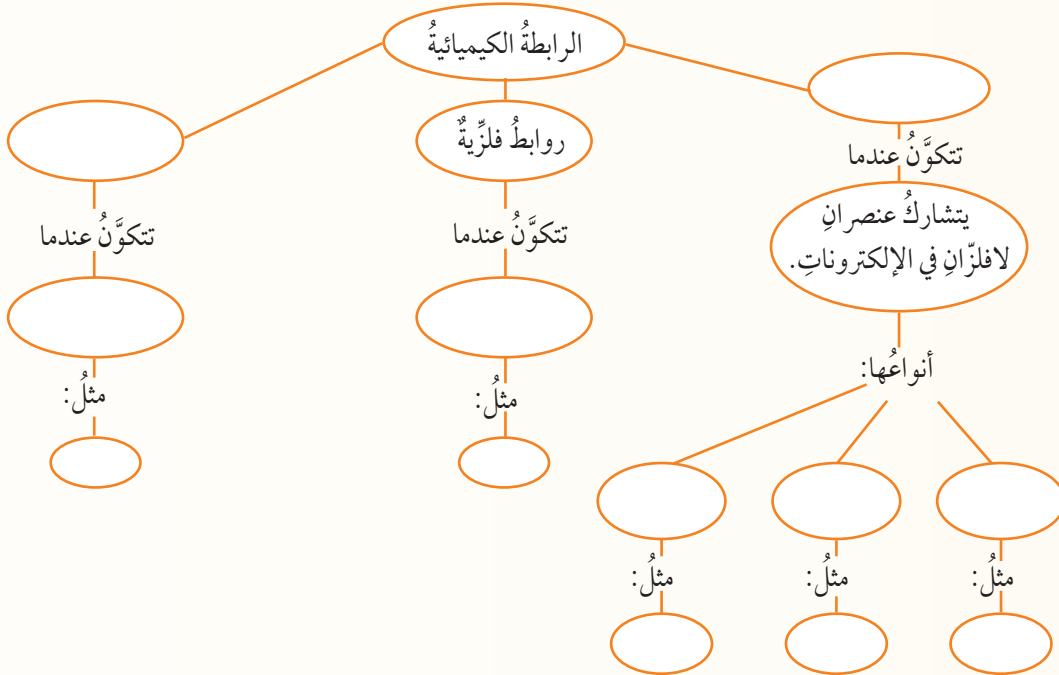 الرابطةُ الكيميائيةُ
روابطُ فلزِّيةٌ
تتكوَّنُ عندما
يتشاركُ عنصرانِ
لافلزّانِ في الإلكتروناتِ.
أنواعُها:
مثلُ:
مثلُ:
مثلُ:
تتكوَّنُ عندما
مثلُ:
تتكوَّنُ عندما
مثلُ: